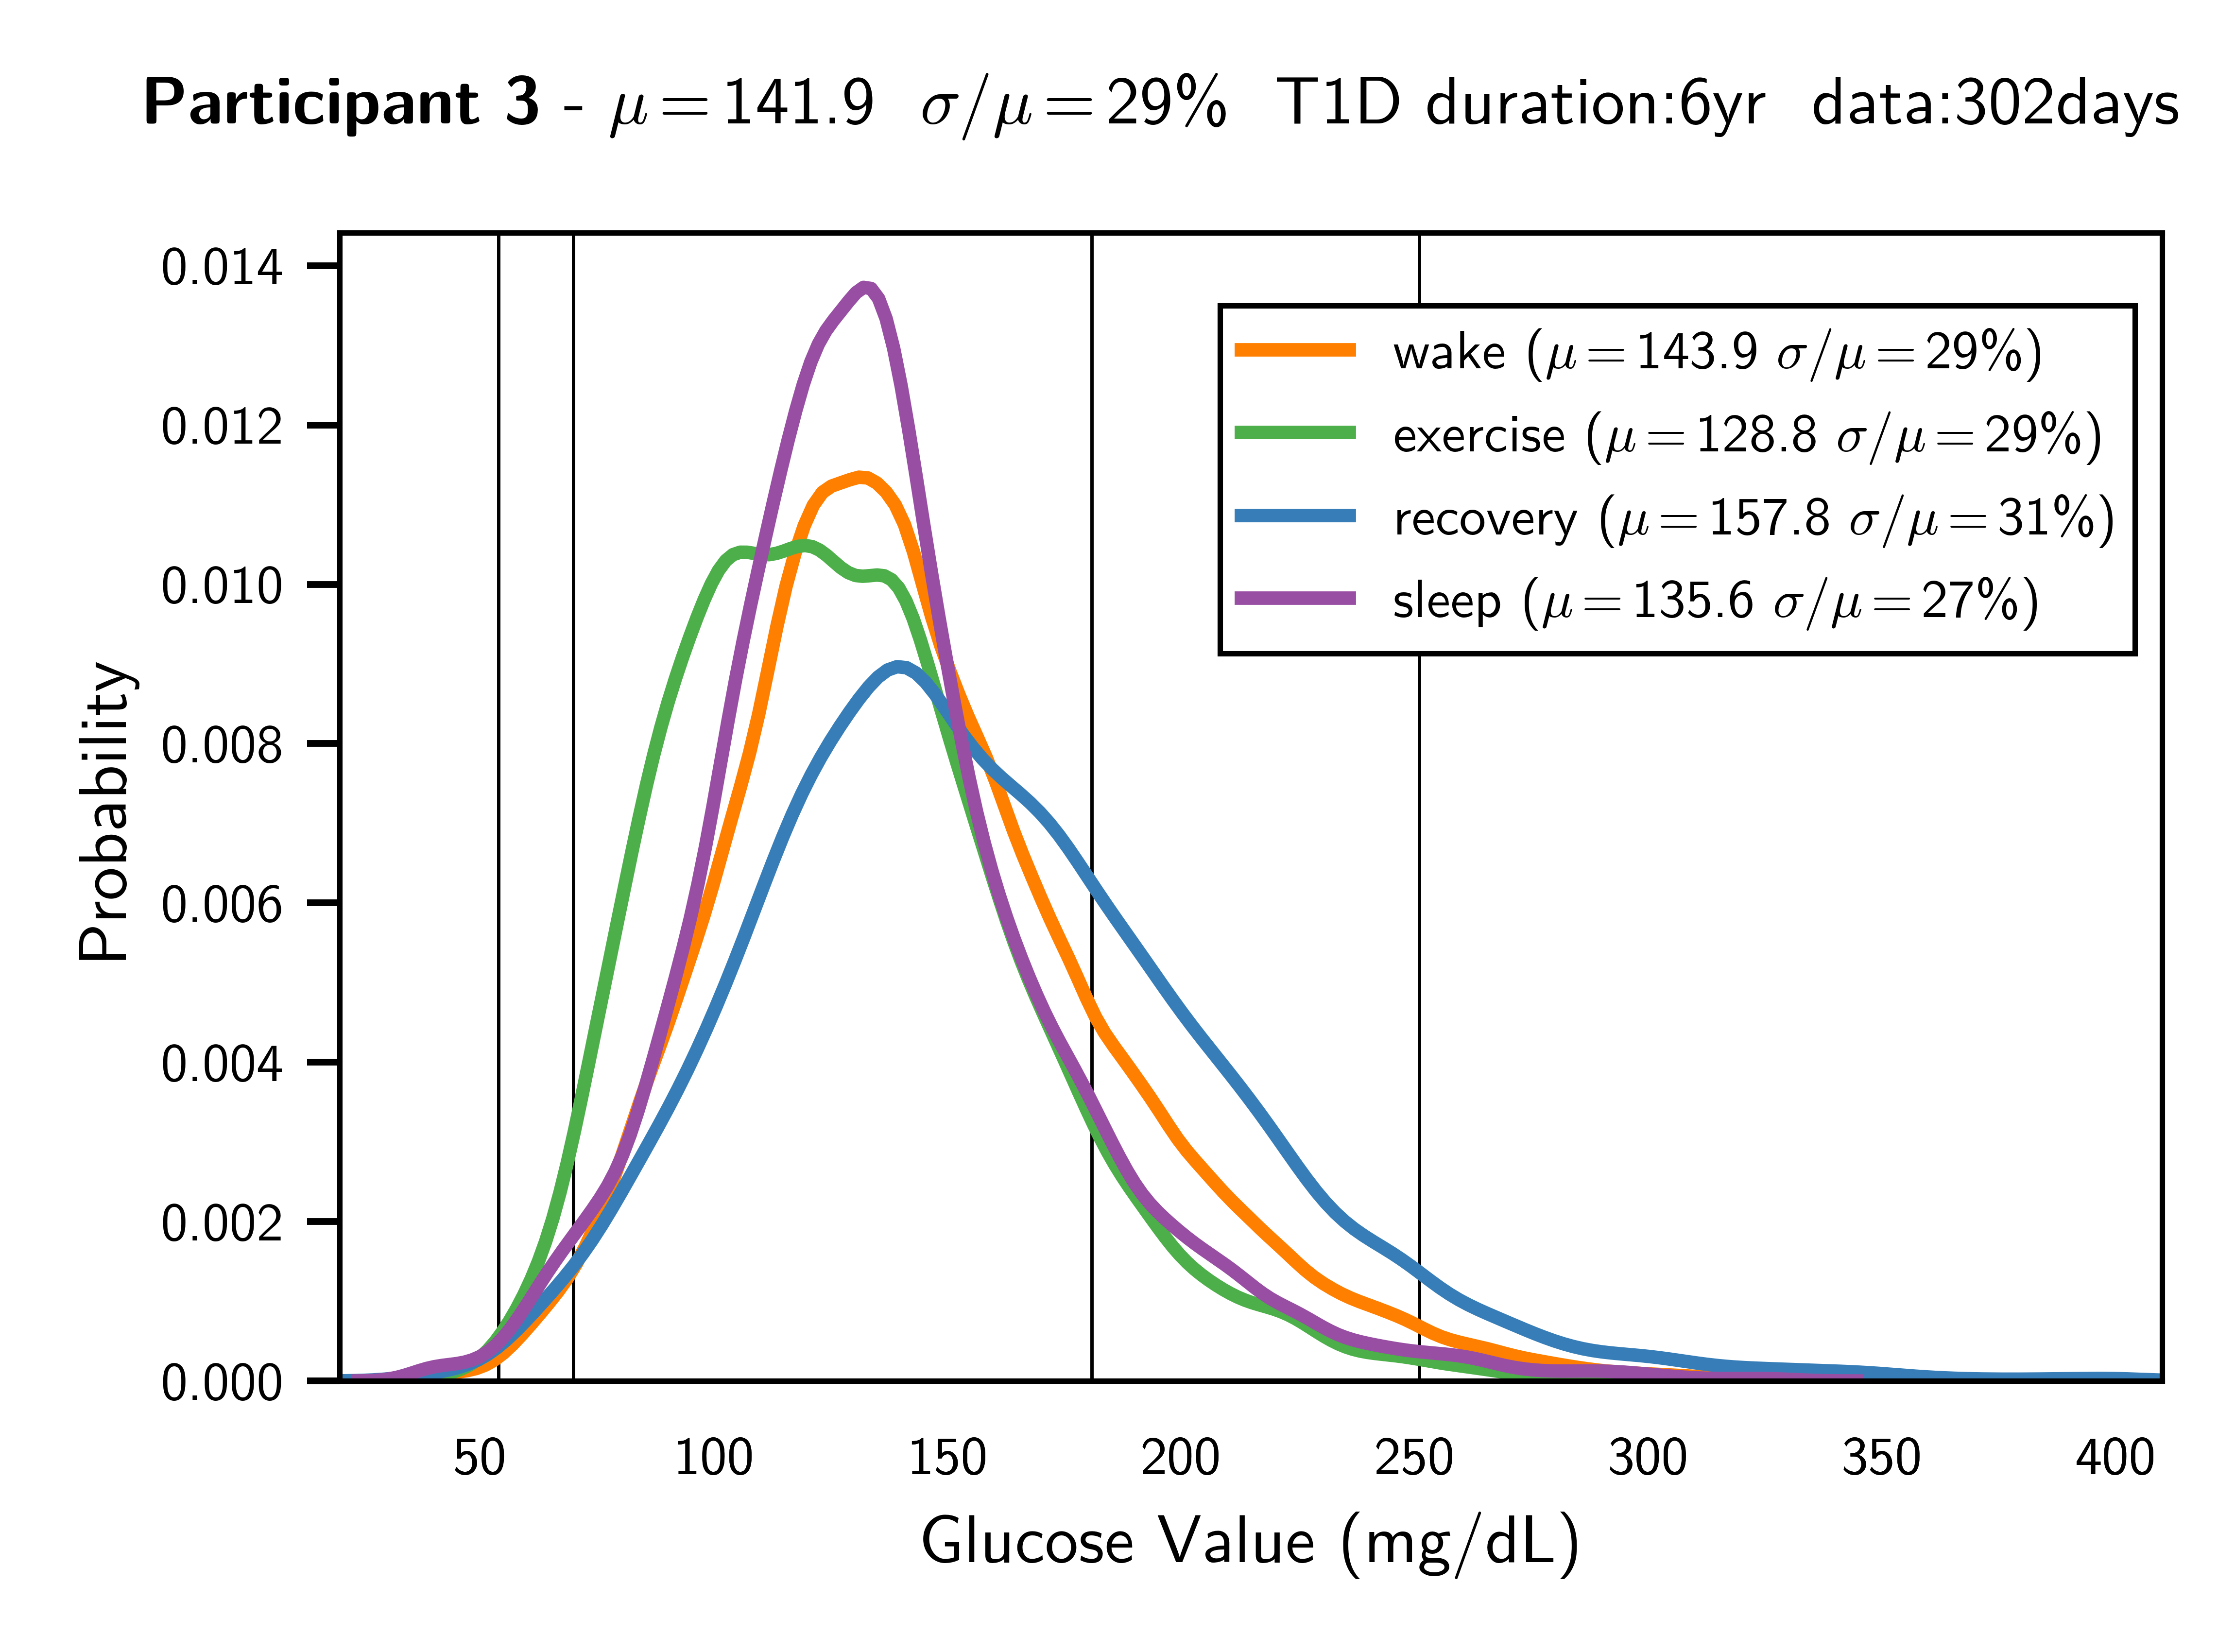 Participant 3 - μ = 141.9 σ/μ = 29% T1D duration:6yr data:302days
0.014
0.012
0.010
0.008
0.006
0.004
0.002
0.000
Probability
wake (μ = 143.9 σ/μ = 29%)
exercise (μ = 128.8 σ/μ = 29%)
recovery (μ = 157.8 σ/μ = 31%)
sleep (μ = 135.6 σ/μ = 27%)
50 100 150 200 250 300 350 400
Glucose Value (mg/dL)